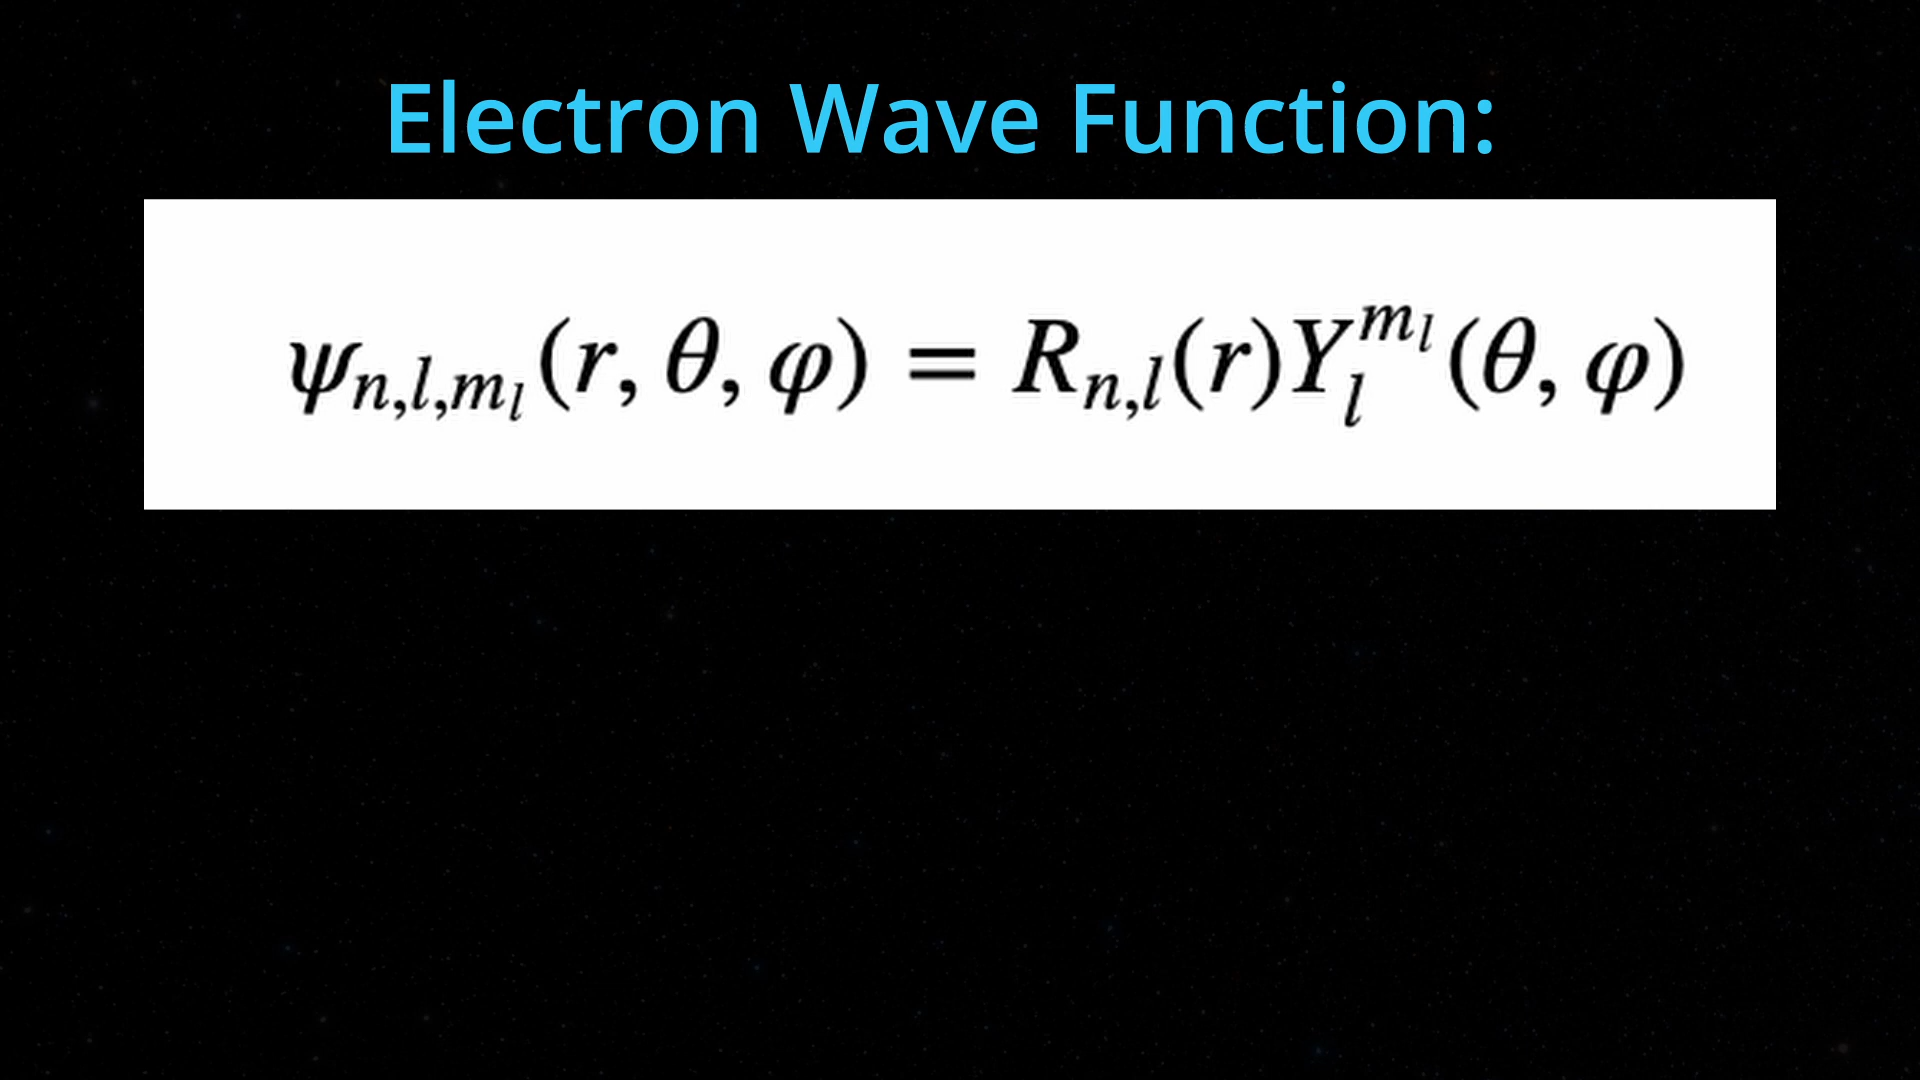 Electron Wave Function:
ψ_{n,l,m_l}(r, θ, φ) = R_{n,l}(r)Y_l^{m_l}(θ, φ)